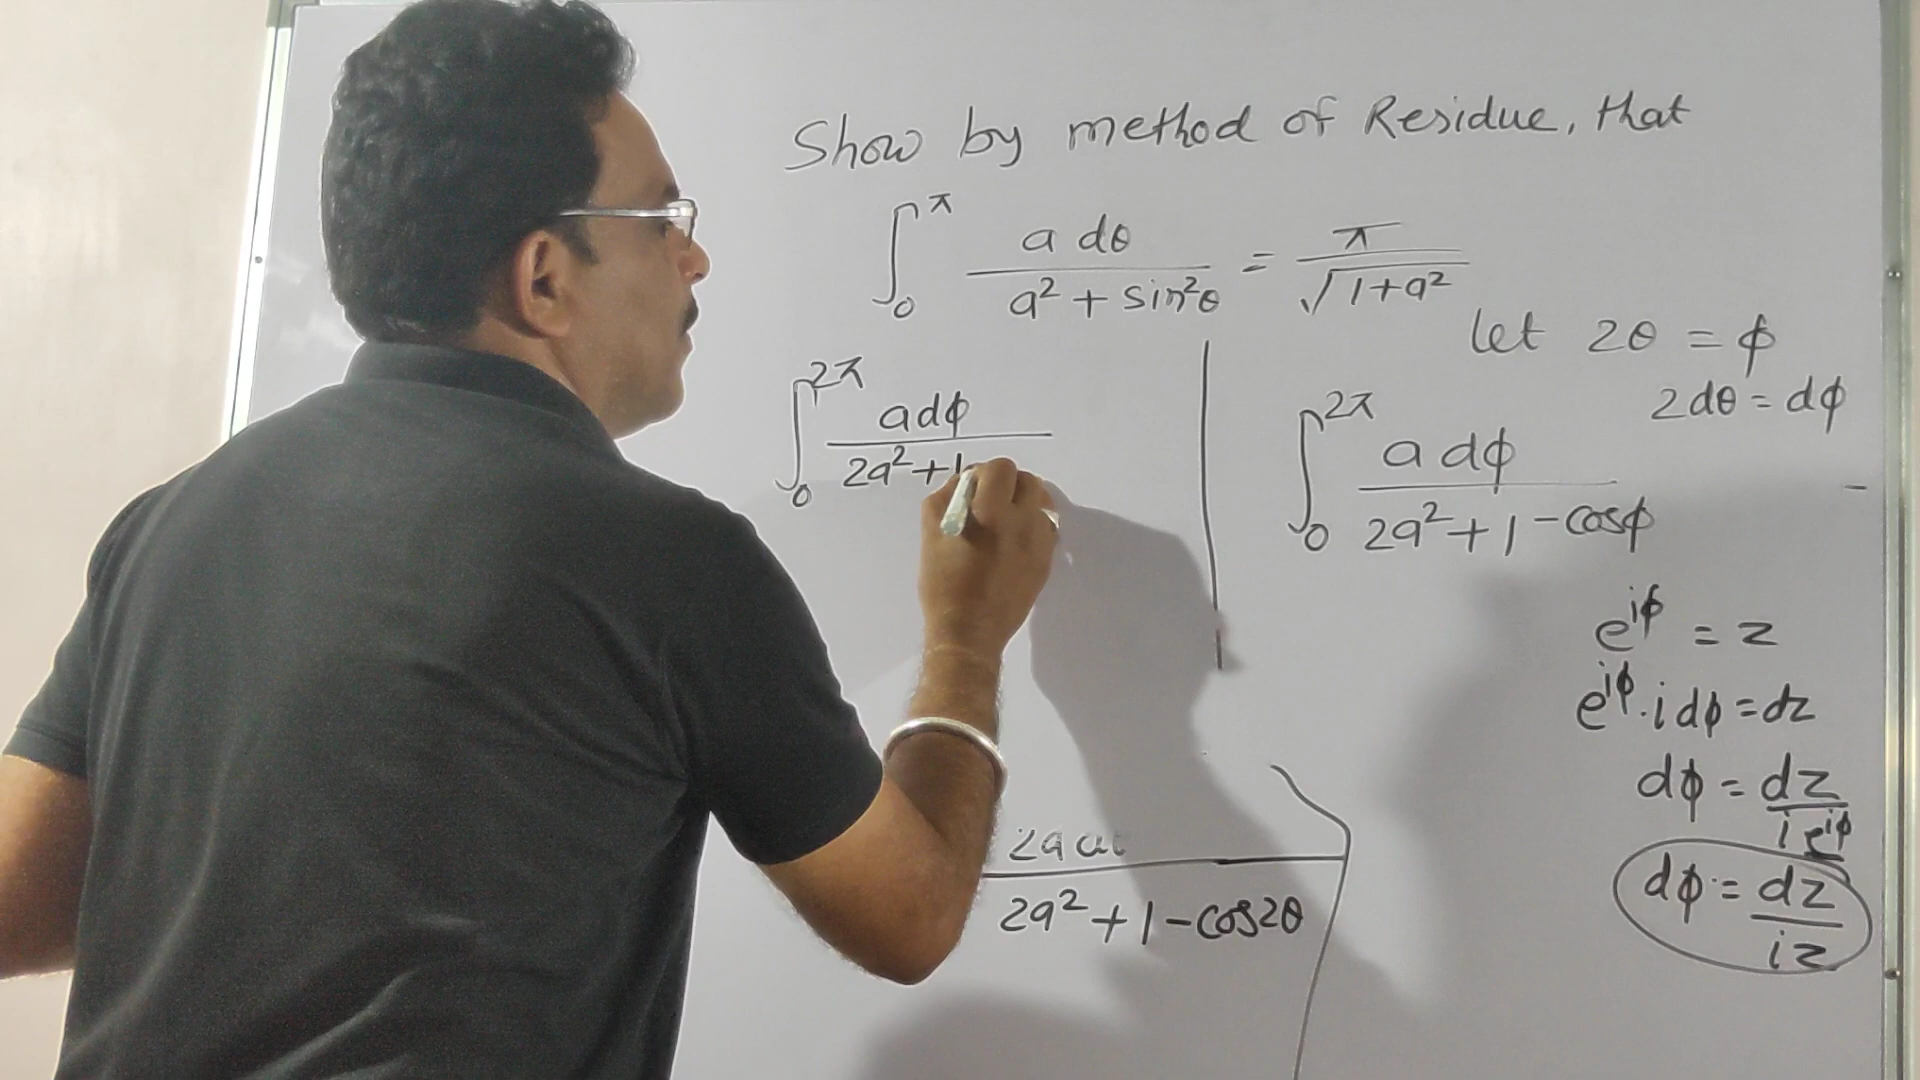 Show by method of Residue, that
∫₀^π a dθ / (a² + sin²θ) = π / √(1+a²)
let 2θ = ϕ
2dθ = dϕ
∫₀^2π adϕ / (2a²+1
∫₀^2π a dϕ / (2a²+1-cosϕ)
e^iϕ = z
e^iϕ.i dϕ = dz
dϕ = dz / i e^iϕ
dϕ = dz / iz
2a²+1-cos2θ